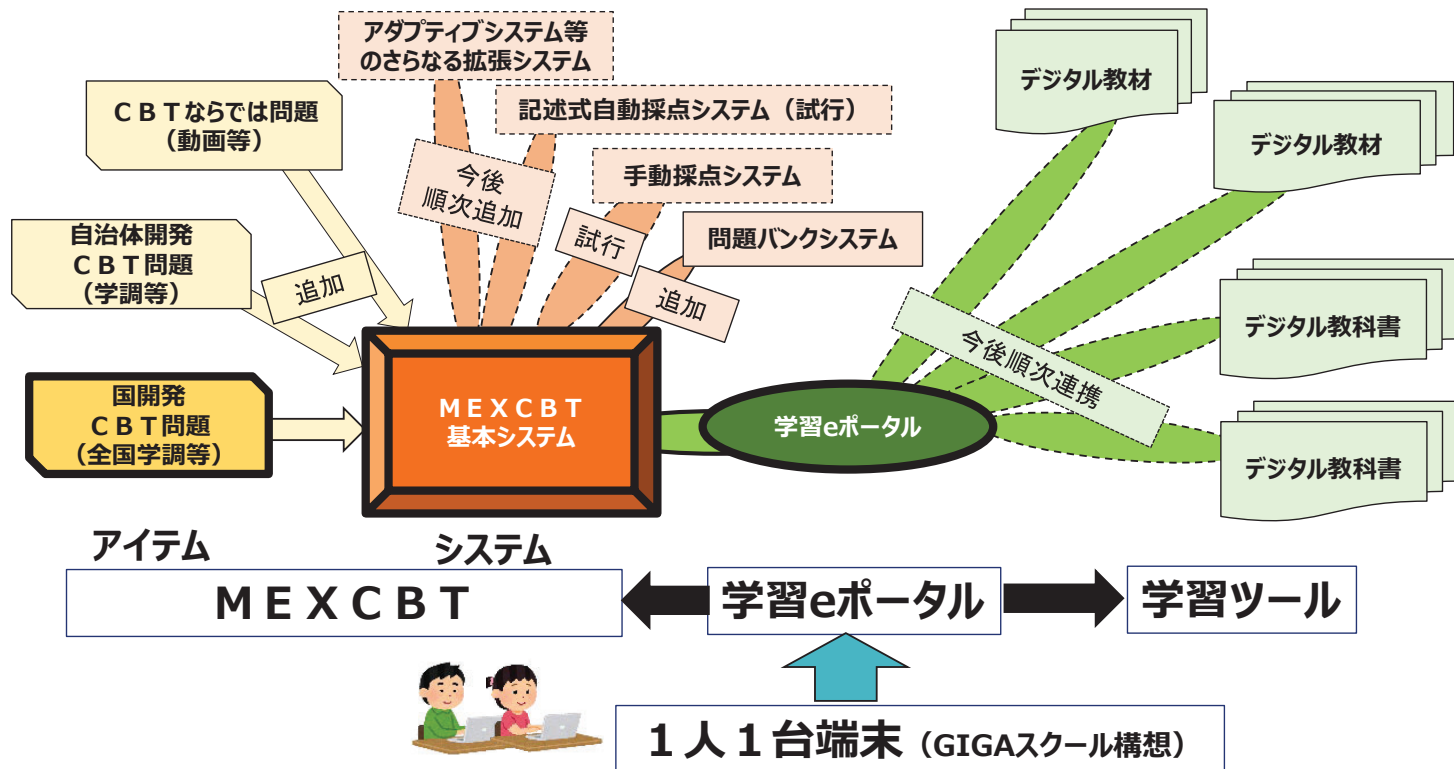 アダプティブシステム等
のさらなる拡張システム
ＣＢＴならでは問題
（動画等）
記述式自動採点システム（試行）
今後
順次追加
手動採点システム
試行
問題バンクシステム
追加
自治体開発
ＣＢＴ問題
（学調等）
追加
国開発
ＣＢＴ問題
（全国学調等）
ＭＥＸＣＢＴ
基本システム
学習eポータル
今後順次連携
デジタル教材
デジタル教材
デジタル教科書
デジタル教科書
アイテム
システム
ＭＥＸＣＢＴ
学習eポータル
学習ツール
１人１台端末（GIGAスクール構想）